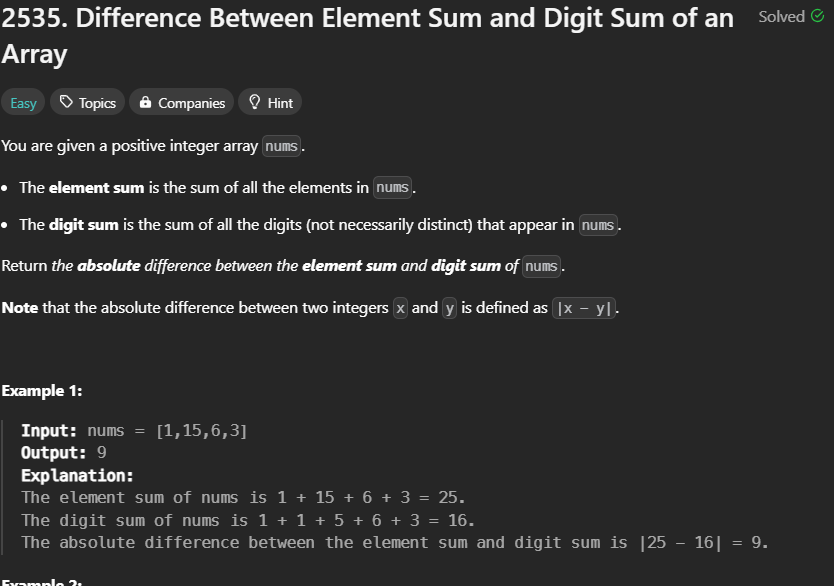 2535. Difference Between Element Sum and Digit Sum of an
Array
Solved
Easy Topics Companies Hint
You are given a positive integer array nums.
• The element sum is the sum of all the elements in nums.
• The digit sum is the sum of all the digits (not necessarily distinct) that appear in nums.
Return the absolute difference between the element sum and digit sum of nums.
Note that the absolute difference between two integers x and y is defined as |x - y|.
Example 1:
Input: nums = [1,15,6,3]
Output: 9
Explanation:
The element sum of nums is 1 + 15 + 6 + 3 = 25.
The digit sum of nums is 1 + 1 + 5 + 6 + 3 = 16.
The absolute difference between the element sum and digit sum is |25 - 16| = 9.
Example 2: